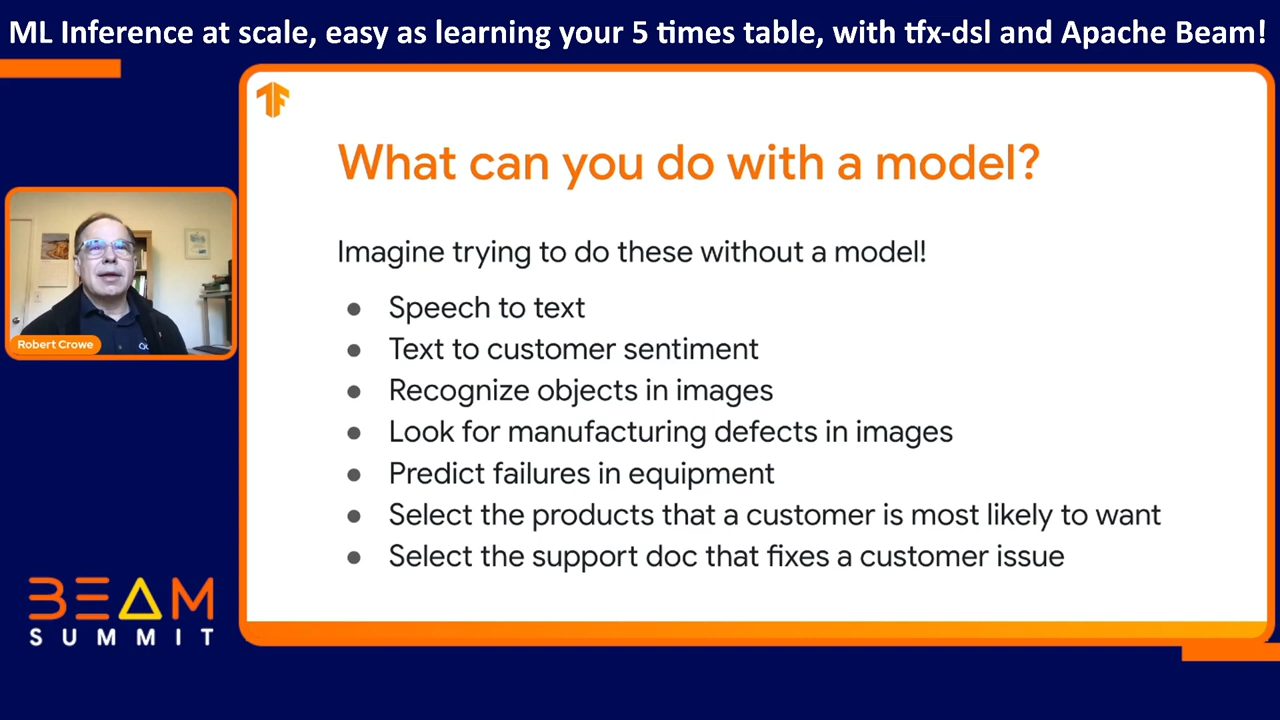 ML Inference at scale, easy as learning your 5 times table, with tfx-dsl and Apache Beam!
What can you do with a model?
Imagine trying to do these without a model!
● Speech to text
● Text to customer sentiment
● Recognize objects in images
● Look for manufacturing defects in images
● Predict failures in equipment
● Select the products that a customer is most likely to want
● Select the support doc that fixes a customer issue
Robert Crowe
BEAM
SUMMIT